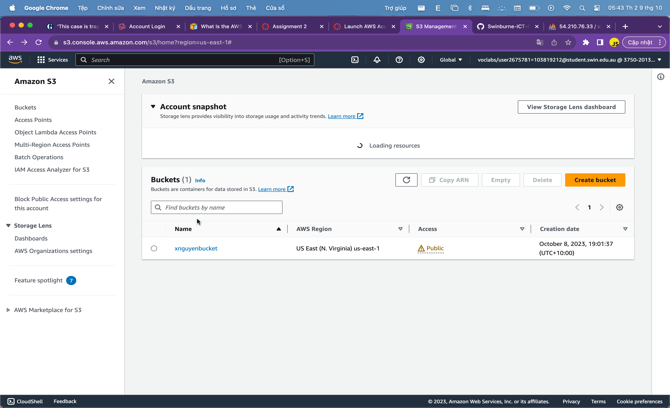 Google Chrome Tệp Chỉnh sửa Xem Nhật ký Dấu trang Hồ sơ Thẻ Cửa sổ Trợ giúp 05:43 Th 2 9 thg 10
"This case is trac Account Login What Is the AWS Assignment 2 Launch AWS Acc S3 Managemen Swinburne-ICT-C 54.210.76.33 /
s3.console.aws.amazon.com/s3/home?region=us-east-1# Cập nhật
aws Services Search [Option+S] Global voclabs/user2675781=103819212@student.swin.edu.au @ 3750-2013...
Amazon S3
Buckets
Access Points
Object Lambda Access Points
Multi-Region Access Points
Batch Operations
IAM Access Analyzer for S3
Block Public Access settings for
this account
Storage Lens
Dashboards
AWS Organizations settings
Feature spotlight 7
AWS Marketplace for S3
Amazon S3
Account snapshot
Storage lens provides visibility into storage usage and activity trends. Learn more
View Storage Lens dashboard
Loading resources
Buckets (1) Info
Buckets are containers for data stored in S3. Learn more
Copy ARN Empty Delete Create bucket
Find buckets by name
1
Name AWS Region Access Creation date
xnguyenbucket US East (N. Virginia) us-east-1 Public October 8, 2023, 19:01:37
(UTC+10:00)
CloudShell Feedback © 2023, Amazon Web Services, Inc. or its affiliates. Privacy Terms Cookie preferences